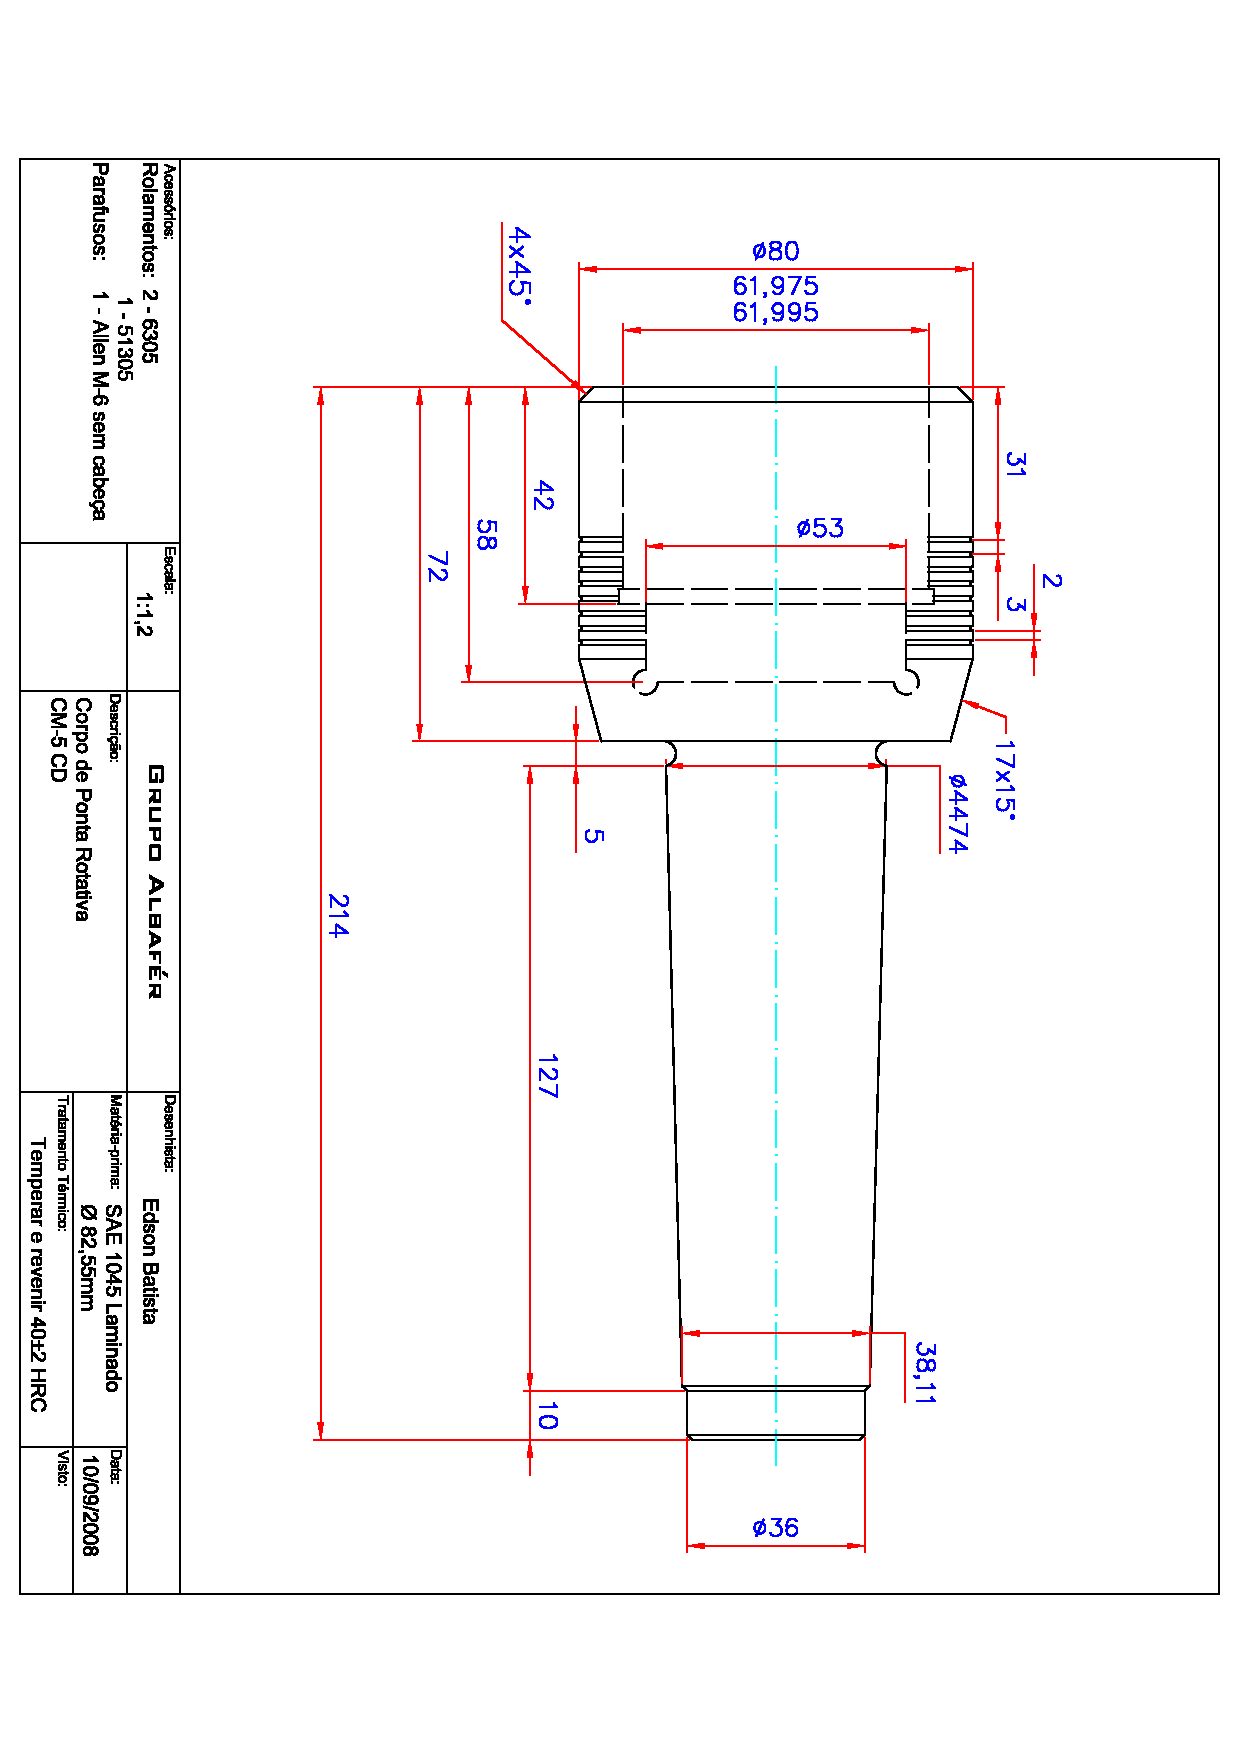 4x45°
ø80
61,975
61,995
31
42
58
72
ø53
2
3
17x15°
ø4474
5
214
127
38,11
10
ø36
Acessórios:
Rolamentos: 2 - 6305
1 - 51305
Parafusos: 1 - Allen M-6 sem cabeça
Escala:
1:1,2
GRUPO ALBAFÉR
Descrição:
Corpo de Ponta Rotativa
CM-5 CD
Desenhista:
Edson Batista
Matéria-prima: SAE 1045 Laminado
Ø 82,55mm
Tratamento Térmico:
Temperar e revenir 40±2 HRC
Data:
10/09/2008
Visto: